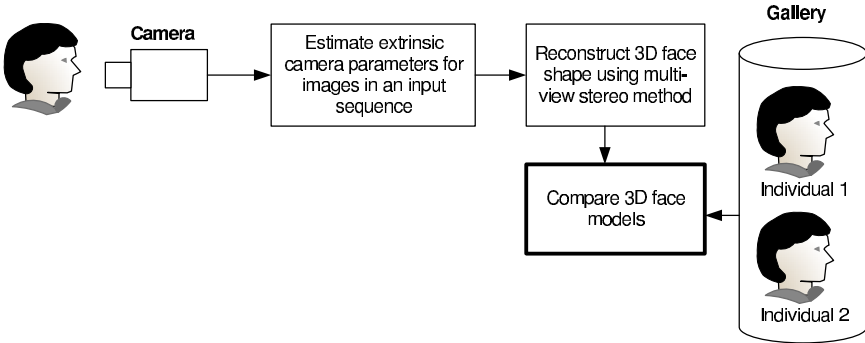 Camera
Estimate extrinsic
camera parameters for
images in an input
sequence
Reconstruct 3D face
shape using multi-
view stereo method
Compare 3D face
models
Gallery
Individual 1
Individual 2